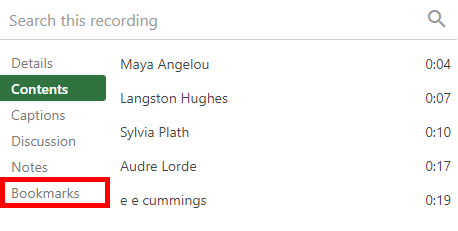 Search this recording
Details
Contents
Captions
Discussion
Notes
Bookmarks
Maya Angelou 0:04
Langston Hughes 0:07
Sylvia Plath 0:10
Audre Lorde 0:17
e e cummings 0:19